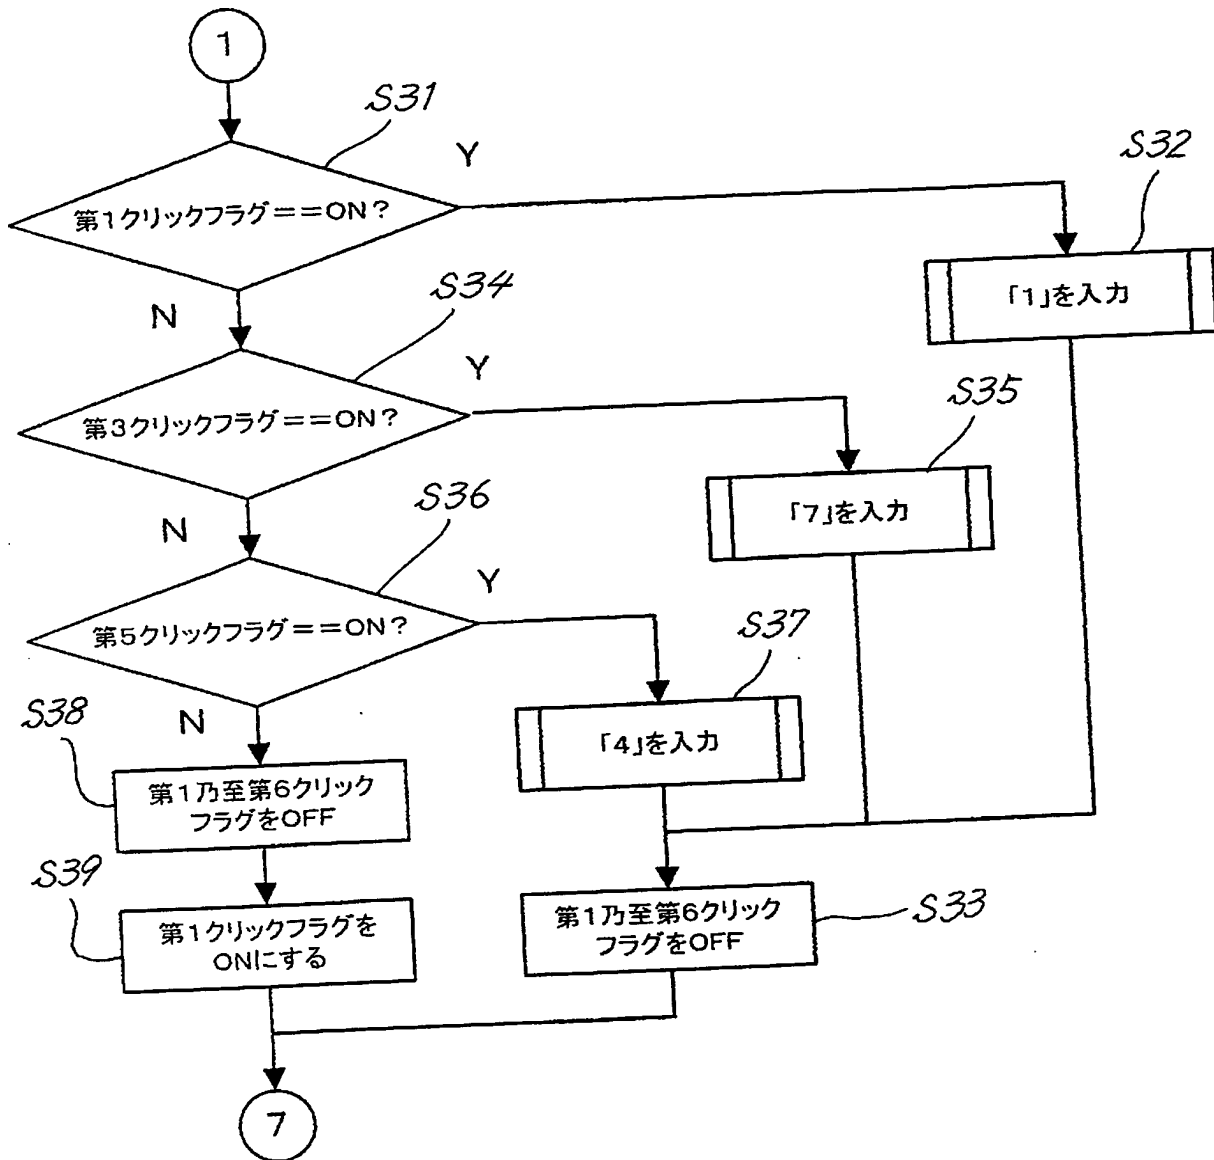 1
S31
第1クリックフラグ==ON?
Y
N
S32
「1」を入力
S34
第3クリックフラグ==ON?
Y
N
S35
「7」を入力
S36
第5クリックフラグ==ON?
Y
N
S37
「4」を入力
S38
第1乃至第6クリック
フラグをOFF
S39
第1クリックフラグを
ONにする
第1乃至第6クリック
フラグをOFF
S33
7